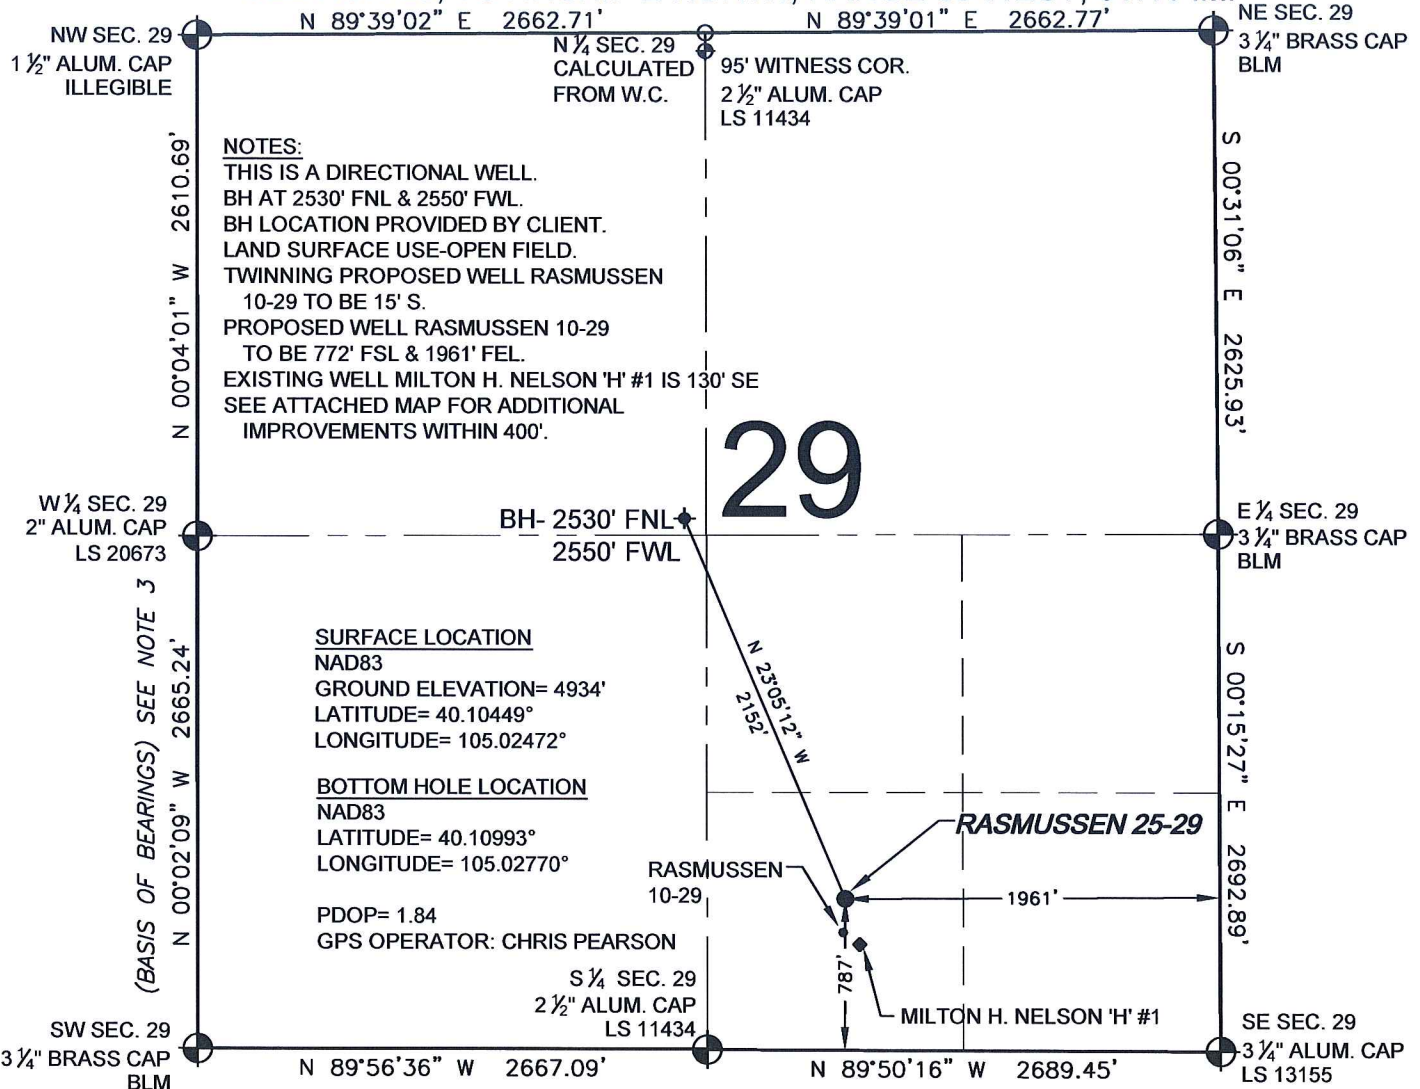 N 89°39'02" E 2662.71'
N 89°39'01" E 2662.77'
NW SEC. 29
1 ½" ALUM. CAP
ILLEGIBLE
N ¼ SEC. 29
CALCULATED
FROM W.C.
95' WITNESS COR.
2 ½" ALUM. CAP
LS 11434
NE SEC. 29
3 ¼" BRASS CAP
BLM
N 00°04'01" W 2610.69'
NOTES:
THIS IS A DIRECTIONAL WELL.
BH AT 2530' FNL & 2550' FWL.
BH LOCATION PROVIDED BY CLIENT.
LAND SURFACE USE-OPEN FIELD.
TWINNING PROPOSED WELL RASMUSSEN
10-29 TO BE 15' S.
PROPOSED WELL RASMUSSEN 10-29
TO BE 772' FSL & 1961' FEL.
EXISTING WELL MILTON H. NELSON 'H' #1 IS 130' SE
SEE ATTACHED MAP FOR ADDITIONAL
IMPROVEMENTS WITHIN 400'.
S 00°31'06" E 2625.93'
29
W ¼ SEC. 29
2" ALUM. CAP
LS 20673
BH- 2530' FNL
2550' FWL
E ¼ SEC. 29
3 ¼" BRASS CAP
BLM
(BASIS OF BEARINGS) SEE NOTE 3
N 00°02'09" W 2665.24'
SURFACE LOCATION
NAD83
GROUND ELEVATION= 4934'
LATITUDE= 40.10449°
LONGITUDE= 105.02472°
BOTTOM HOLE LOCATION
NAD83
LATITUDE= 40.10993°
LONGITUDE= 105.02770°
PDOP= 1.84
GPS OPERATOR: CHRIS PEARSON
N 23°05'12" W
2152'
S 00°15'27" E 2692.89'
RASMUSSEN 25-29
RASMUSSEN
10-29
1961'
787'
MILTON H. NELSON 'H' #1
S ¼ SEC. 29
2 ½" ALUM. CAP
LS 11434
SW SEC. 29
3 ¼" BRASS CAP
BLM
N 89°56'36" W 2667.09'
N 89°50'16" W 2689.45'
SE SEC. 29
3 ¼" ALUM. CAP
LS 13155